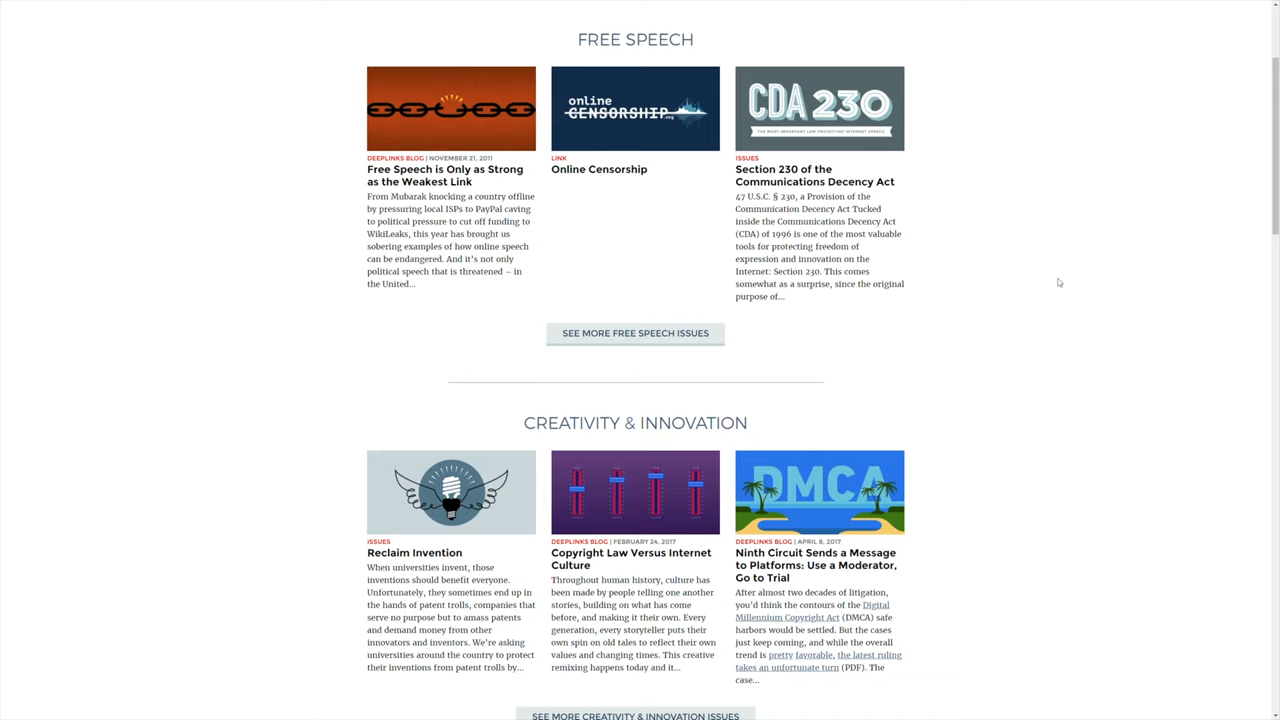 FREE SPEECH
online
CENSORSHIP.org
CDA 230
THE MOST IMPORTANT LAW PROTECTING INTERNET SPEECH
DEEPLINKS BLOG | NOVEMBER 21, 2011
Free Speech is Only as Strong
as the Weakest Link
From Mubarak knocking a country offline
by pressuring local ISPs to PayPal caving
to political pressure to cut off funding to
WikiLeaks, this year has brought us
sobering examples of how online speech
can be endangered. And it's not only
political speech that is threatened – in
the United...
LINK
Online Censorship
ISSUES
Section 230 of the
Communications Decency Act
47 U.S.C. § 230, a Provision of the
Communication Decency Act Tucked
inside the Communications Decency Act
(CDA) of 1996 is one of the most valuable
tools for protecting freedom of
expression and innovation on the
Internet: Section 230. This comes
somewhat as a surprise, since the original
purpose of...
SEE MORE FREE SPEECH ISSUES
CREATIVITY & INNOVATION
DMCA
ISSUES
Reclaim Invention
When universities invent, those
inventions should benefit everyone.
Unfortunately, they sometimes end up in
the hands of patent trolls, companies that
serve no purpose but to amass patents
and demand money from other
innovators and inventors. We're asking
universities around the country to protect
their inventions from patent trolls by...
DEEPLINKS BLOG | FEBRUARY 24, 2017
Copyright Law Versus Internet
Culture
Throughout human history, culture has
been made by people telling one another
stories, building on what has come
before, and making it their own. Every
generation, every storyteller puts their
own spin on old tales to reflect their own
values and changing times. This creative
remixing happens today and it...
DEEPLINKS BLOG | APRIL 8, 2017
Ninth Circuit Sends a Message
to Platforms: Use a Moderator,
Go to Trial
After almost two decades of litigation,
you'd think the contours of the Digital
Millennium Copyright Act (DMCA) safe
harbors would be settled. But the cases
just keep coming, and while the overall
trend is pretty favorable, the latest ruling
takes an unfortunate turn (PDF). The
case...
SEE MORE CREATIVITY & INNOVATION ISSUES